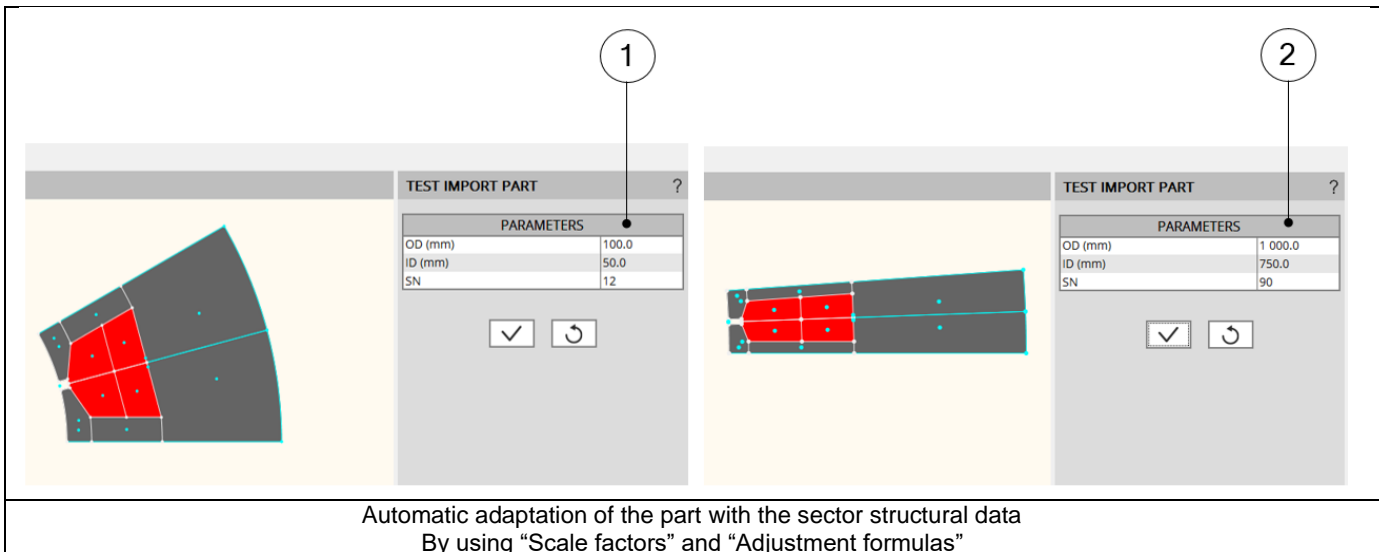 1
2
TEST IMPORT PART ?
PARAMETERS
OD (mm) 100.0
ID (mm) 50.0
SN 12
TEST IMPORT PART ?
PARAMETERS
OD (mm) 1 000.0
ID (mm) 750.0
SN 90
Automatic adaptation of the part with the sector structural data
By using “Scale factors” and “Adjustment formulas”